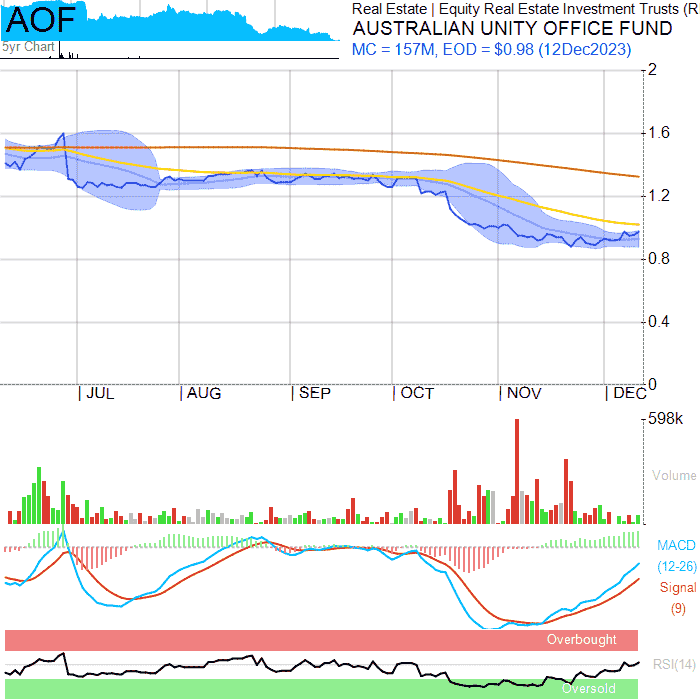 AOF
5yr Chart
Real Estate | Equity Real Estate Investment Trusts (R
AUSTRALIAN UNITY OFFICE FUND
MC = 157M, EOD = $0.98 (12Dec2023)
2
1.6
1.2
0.8
0.4
0
| JUL | AUG | SEP | OCT | NOV | DEC
598k
Volume
MACD
(12-26)
Signal
(9)
Overbought
RSI(14)
Oversold